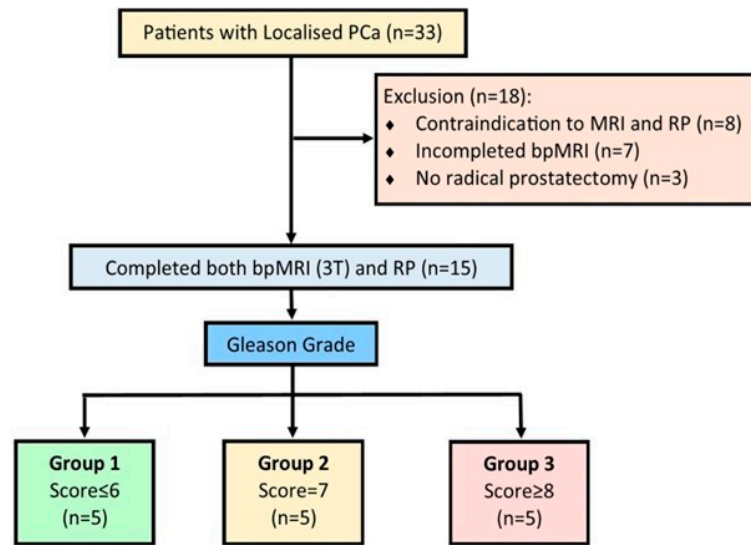 Patients with Localised PCa (n=33)
Exclusion (n=18):
♦ Contraindication to MRI and RP (n=8)
♦ Incompleted bpMRI (n=7)
♦ No radical prostatectomy (n=3)
Completed both bpMRI (3T) and RP (n=15)
Gleason Grade
Group 1
Score≤6
(n=5)
Group 2
Score=7
(n=5)
Group 3
Score≥8
(n=5)